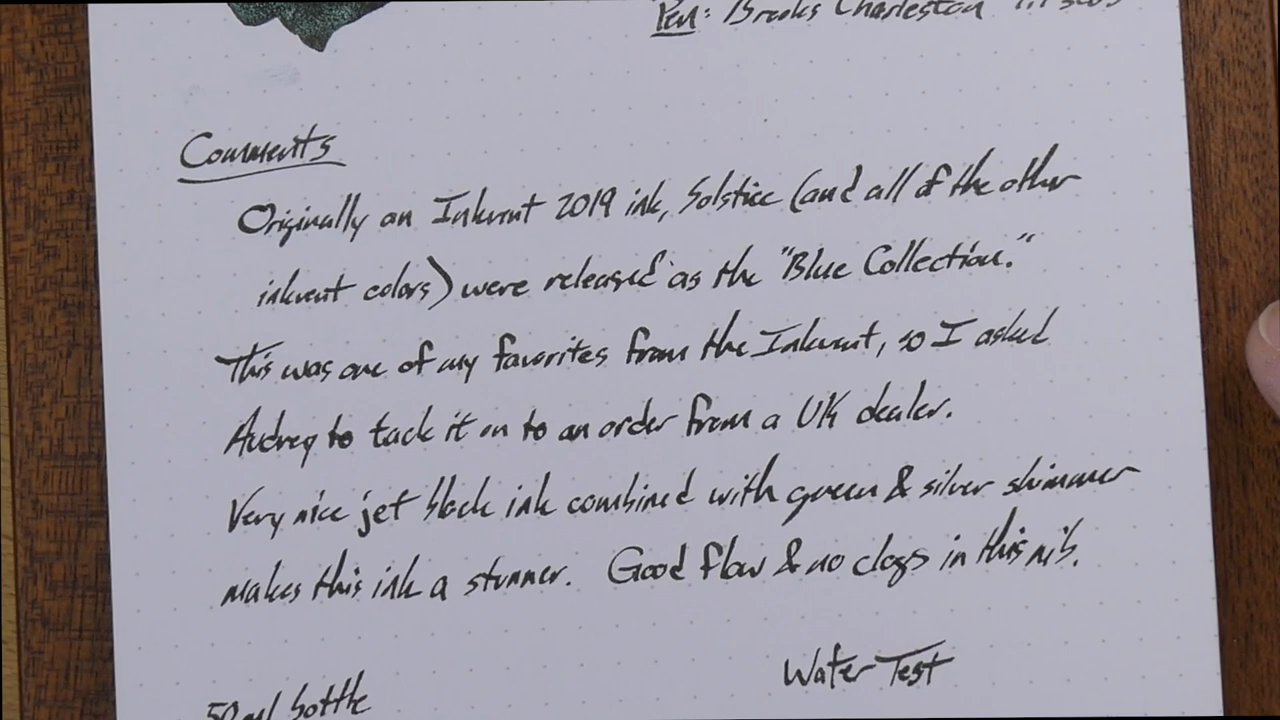 Pen: Brooks Charleston
Comments
Originally an Inkvent 2019 ink, Solstice (and all of the other
inkvent colors) were released as the "Blue Collection."
This was one of my favorites from the Inkvent, so I asked
Audrey to tack it on to an order from a UK dealer.
Very nice jet black ink combined with green & silver shimmer
makes this ink a stunner. Good flow & no clogs in this nib.
50 ml bottle
Water Test